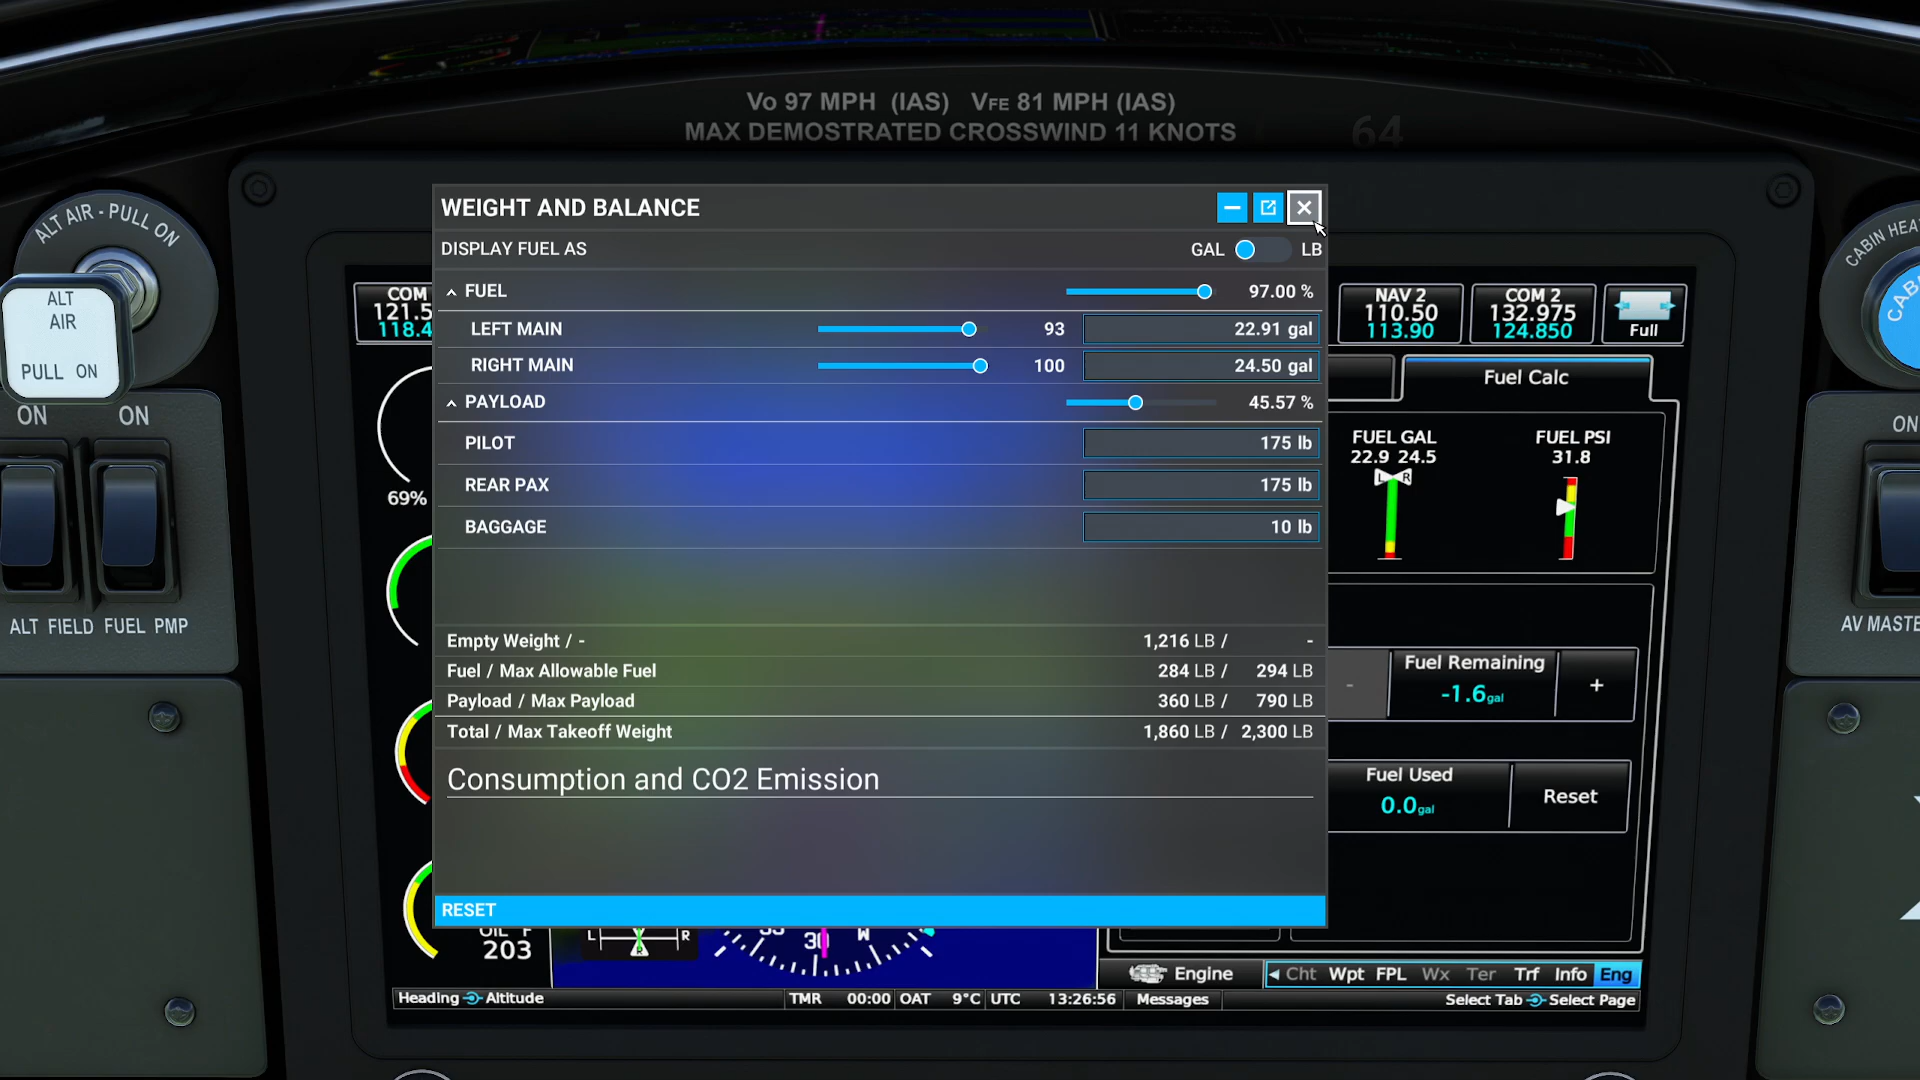 Vo 97 MPH (IAS) VFE 81 MPH (IAS)
MAX DEMOSTRATED CROSSWIND 11 KNOTS
64
ALT AIR - PULL ON
ALT
AIR
PULL ON
ON ON
ALT FIELD FUEL PMP
CABIN HEA
CABI
ON
AV MASTE
COM
121.5
118.4
NAV 2
110.50
113.90
COM 2
132.975
124.850
Full
WEIGHT AND BALANCE
DISPLAY FUEL AS GAL LB
FUEL 97.00 %
LEFT MAIN 93 22.91 gal
RIGHT MAIN 100 24.50 gal
PAYLOAD 45.57 %
PILOT 175 lb
REAR PAX 175 lb
BAGGAGE 10 lb
Empty Weight / - 1,216 LB / -
Fuel / Max Allowable Fuel 284 LB / 294 LB
Payload / Max Payload 360 LB / 790 LB
Total / Max Takeoff Weight 1,860 LB / 2,300 LB
Consumption and CO2 Emission
RESET
69%
Fuel Calc
FUEL GAL
22.9 24.5
L R
FUEL PSI
31.8
- Fuel Remaining +
-1.6gal
Fuel Used
0.0gal
Reset
OIL °F
203
L R
33 30 W
Engine
Cht Wpt FPL Wx Ter Trf Info Eng
Heading Altitude
TMR 00:00 OAT 9°C UTC 13:26:56 Messages
Select Tab Select Page